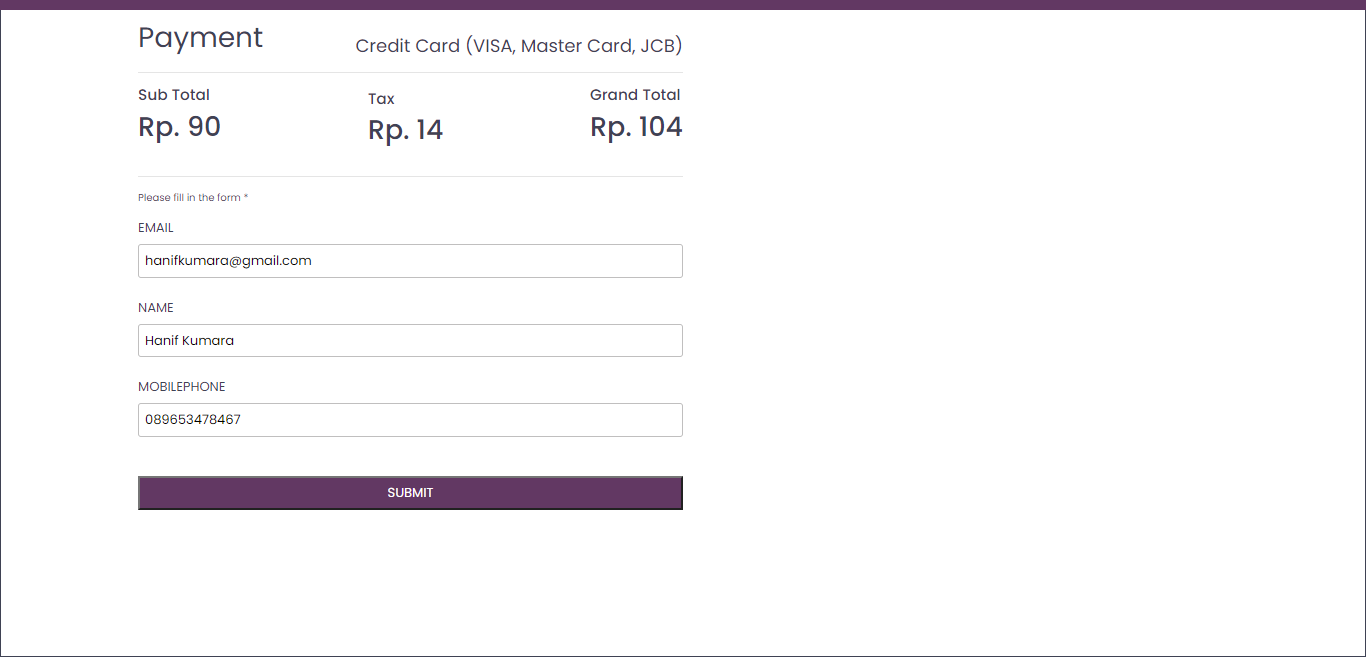 Payment
Credit Card (VISA, Master Card, JCB)
Sub Total
Rp. 90
Tax
Rp. 14
Grand Total
Rp. 104
Please fill in the form *
EMAIL
hanifkumara@gmail.com
NAME
Hanif Kumara
MOBILEPHONE
089653478467
SUBMIT